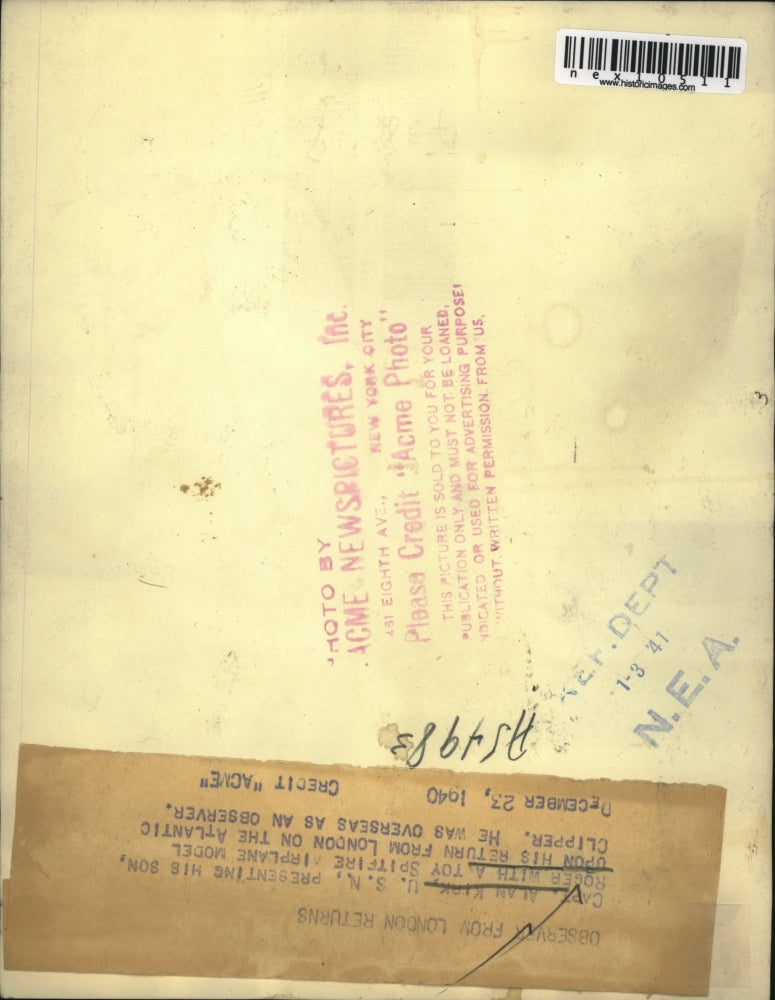 nex10511
www.historicimages.com
PHOTO BY
ACME NEWSPICTURES, Inc.
461 EIGHTH AVE., NEW YORK CITY
Please Credit "Acme Photo"
THIS PICTURE IS SOLD TO YOU FOR YOUR
PUBLICATION ONLY AND MUST NOT BE LOANED,
SYNDICATED OR USED FOR ADVERTISING PURPOSES
WITHOUT WRITTEN PERMISSION FROM US.
REF. DEPT
1-3 '41
N.E.A.
3
OBSERVER FROM LONDON RETURNS
CAPT. ALAN KIRK, U. S. N., PRESENTING HIS SON,
ROGER WITH A TOY SPITFIRE AIRPLANE MODEL
UPON HIS RETURN FROM LONDON ON THE ATLANTIC
CLIPPER. HE WAS OVERSEAS AS AN OBSERVER.
DECEMBER 23, 1940 CREDIT "ACME"